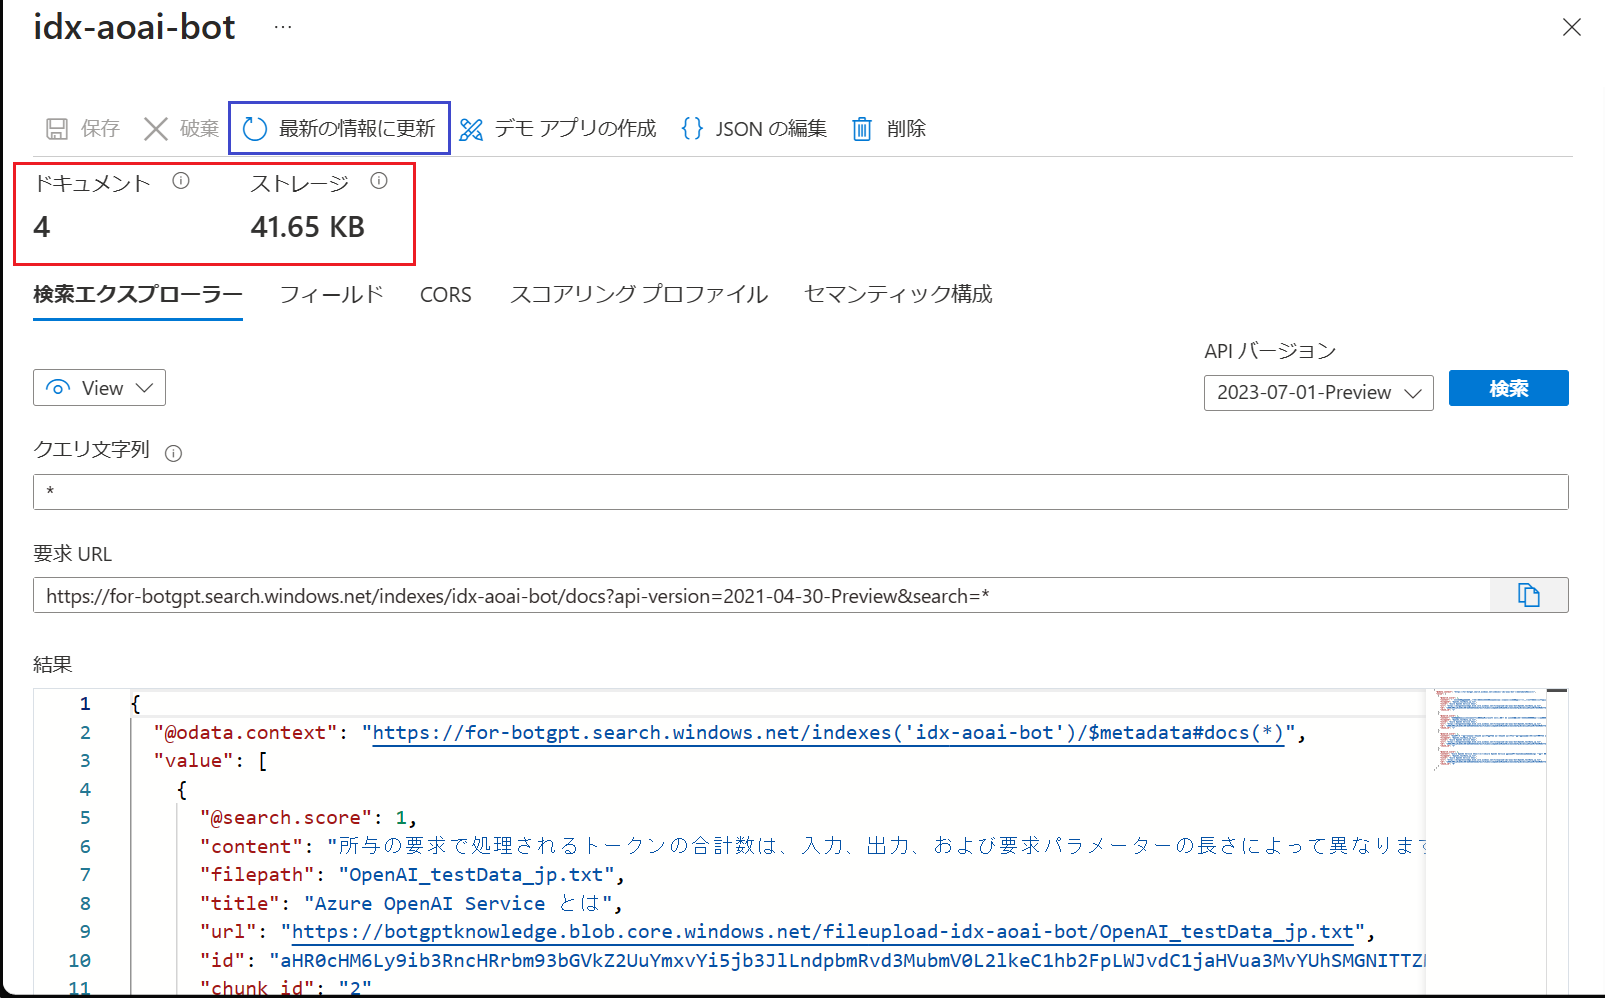 idx-aoai-bot ...
保存 破棄 最新の情報に更新 デモ アプリの作成 {} JSON の編集 削除
ドキュメント ストレージ
4 41.65 KB
検索エクスプローラー フィールド CORS スコアリング プロファイル セマンティック構成
API バージョン
View 2023-07-01-Preview 検索
クエリ文字列
*
要求 URL
https://for-botgpt.search.windows.net/indexes/idx-aoai-bot/docs?api-version=2021-04-30-Preview&search=*
結果
1 {
2 "@odata.context": "https://for-botgpt.search.windows.net/indexes('idx-aoai-bot')/$metadata#docs(*)",
3 "value": [
4 {
5 "@search.score": 1,
6 "content": "所与の要求で処理されるトークンの合計数は、入力、出力、および要求パラメーターの長さによって異なります
7 "filepath": "OpenAI_testData_jp.txt",
8 "title": "Azure OpenAI Service とは",
9 "url": "https://botgptknowledge.blob.core.windows.net/fileupload-idx-aoai-bot/OpenAI_testData_jp.txt",
10 "id": "aHR0cHM6Ly9ib3RncHRrbm93bGVkZ2UuYmxvYi5jb3JlLndpbmRvd3MubmV0L2lkeC1hb2FpLWJvdC1jaHVua3MvYUhSMGNITTZ
11 "chunk_id": "2"